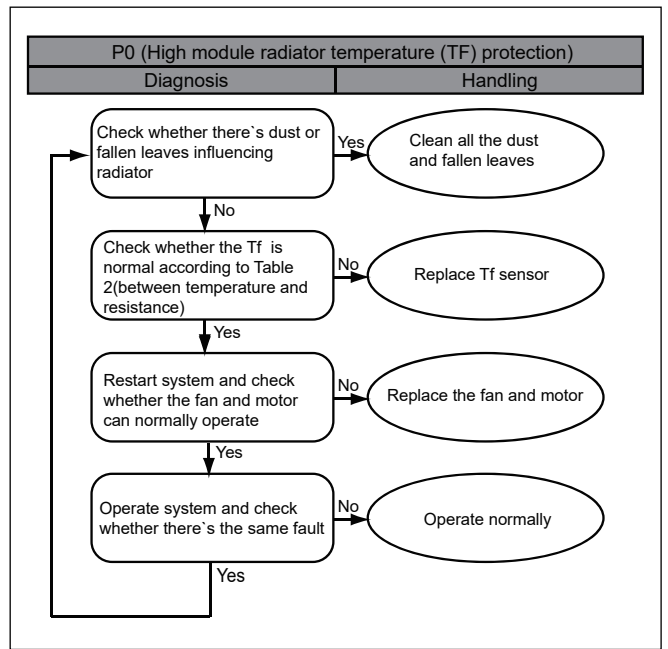 P0 (High module radiator temperature (TF) protection)
Diagnosis
Handling
Check whether there`s dust or
fallen leaves influencing
radiator
Yes
Clean all the dust
and fallen leaves
No
Check whether the Tf is
normal according to Table
2(between temperature and
resistance)
No
Replace Tf sensor
Yes
Restart system and check
whether the fan and motor
can normally operate
No
Replace the fan and motor
Yes
Operate system and check
whether there`s the same fault
No
Operate normally
Yes